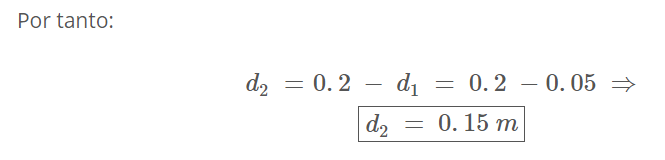 Por tanto:
d₂ = 0.2 − d₁ = 0.2 − 0.05 ⇒
d₂ = 0.15 m